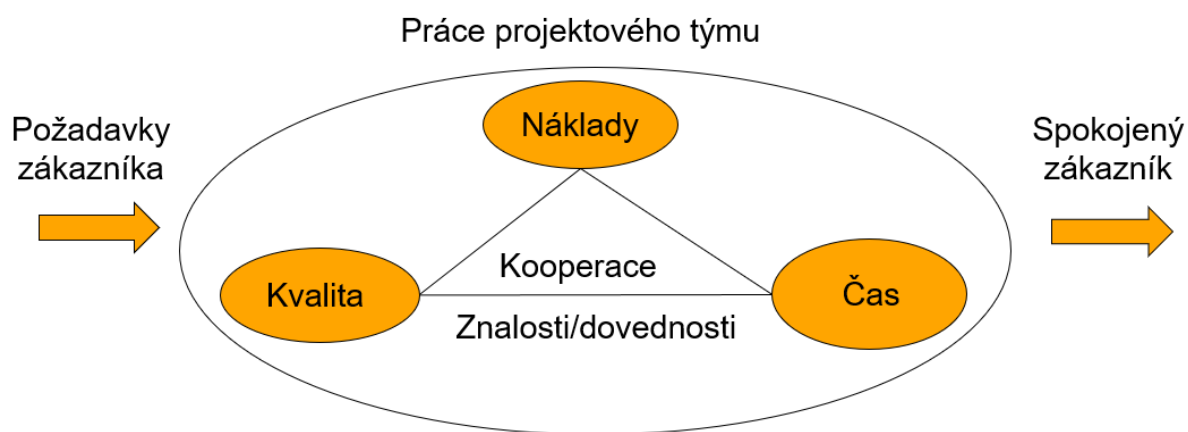 Práce projektového týmu
Požadavky
zákazníka
Náklady
Spokojený
zákazník
Kooperace
Kvalita
Čas
Znalosti/dovednosti